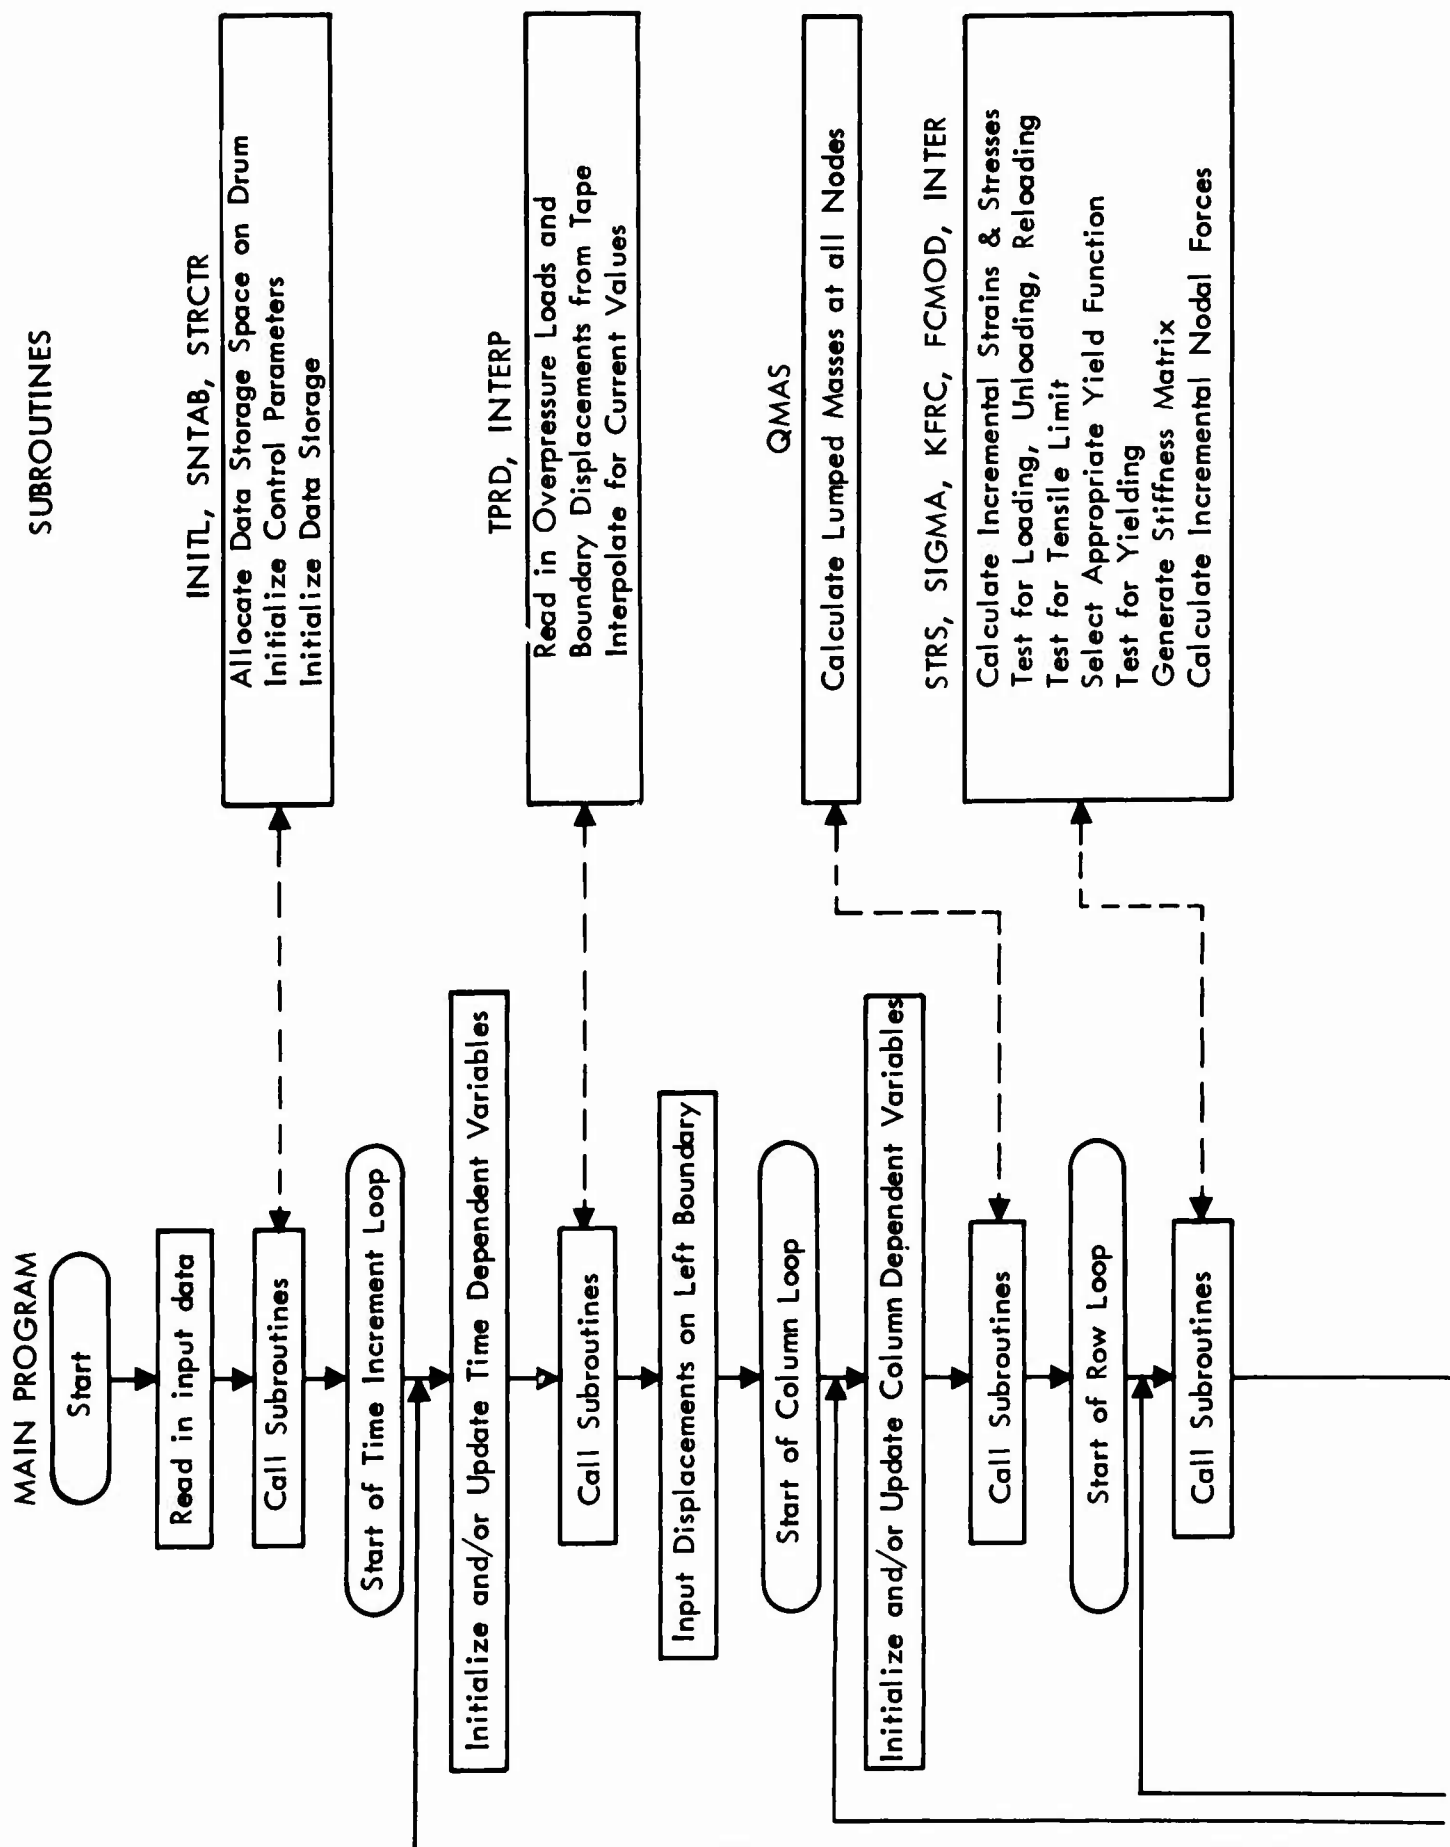 MAIN PROGRAM
Start
Read in input data
Call Subroutines
Start of Time Increment Loop
Initialize and/or Update Time Dependent Variables
Call Subroutines
Input Displacements on Left Boundary
Start of Column Loop
Initialize and/or Update Column Dependent Variables
Call Subroutines
Start of Row Loop
Call Subroutines
SUBROUTINES
INITL, SNTAB, STRCTR
Allocate Data Storage Space on Drum
Initialize Control Parameters
Initialize Data Storage
TPRD, INTERP
Read in Overpressure Loads and
Boundary Displacements from Tape
Interpolate for Current Values
QMAS
Calculate Lumped Masses at all Nodes
STRS, SIGMA, KFRC, FCMOD, INTER
Calculate Incremental Strains & Stresses
Test for Loading, Unloading, Reloading
Test for Tensile Limit
Select Appropriate Yield Function
Test for Yielding
Generate Stiffness Matrix
Calculate Incremental Nodal Forces